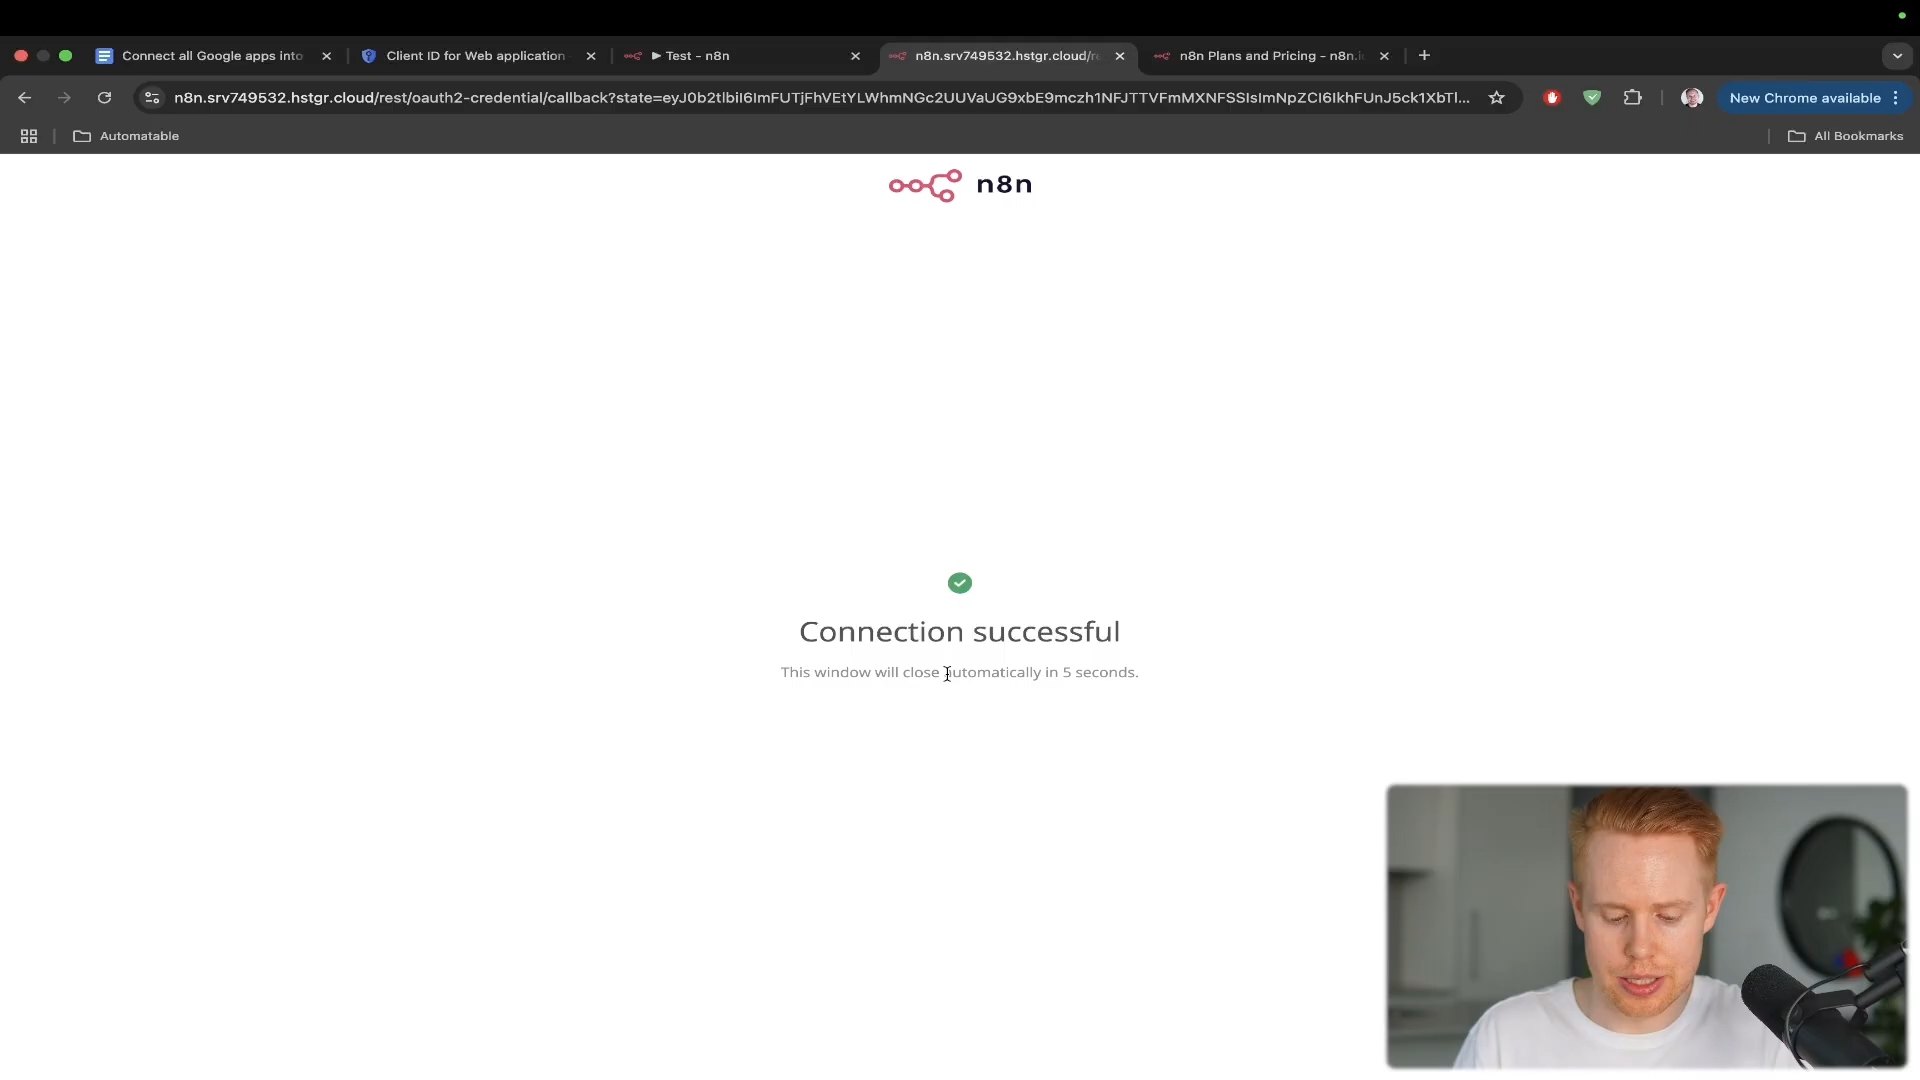 Connect all Google apps into
Client ID for Web application
Test - n8n
n8n.srv749532.hstgr.cloud/re
n8n Plans and Pricing - n8n.i
n8n.srv749532.hstgr.cloud/rest/oauth2-credential/callback?state=
New Chrome available
Automatable
All Bookmarks
n8n
Connection successful
This window will close automatically in 5 seconds.